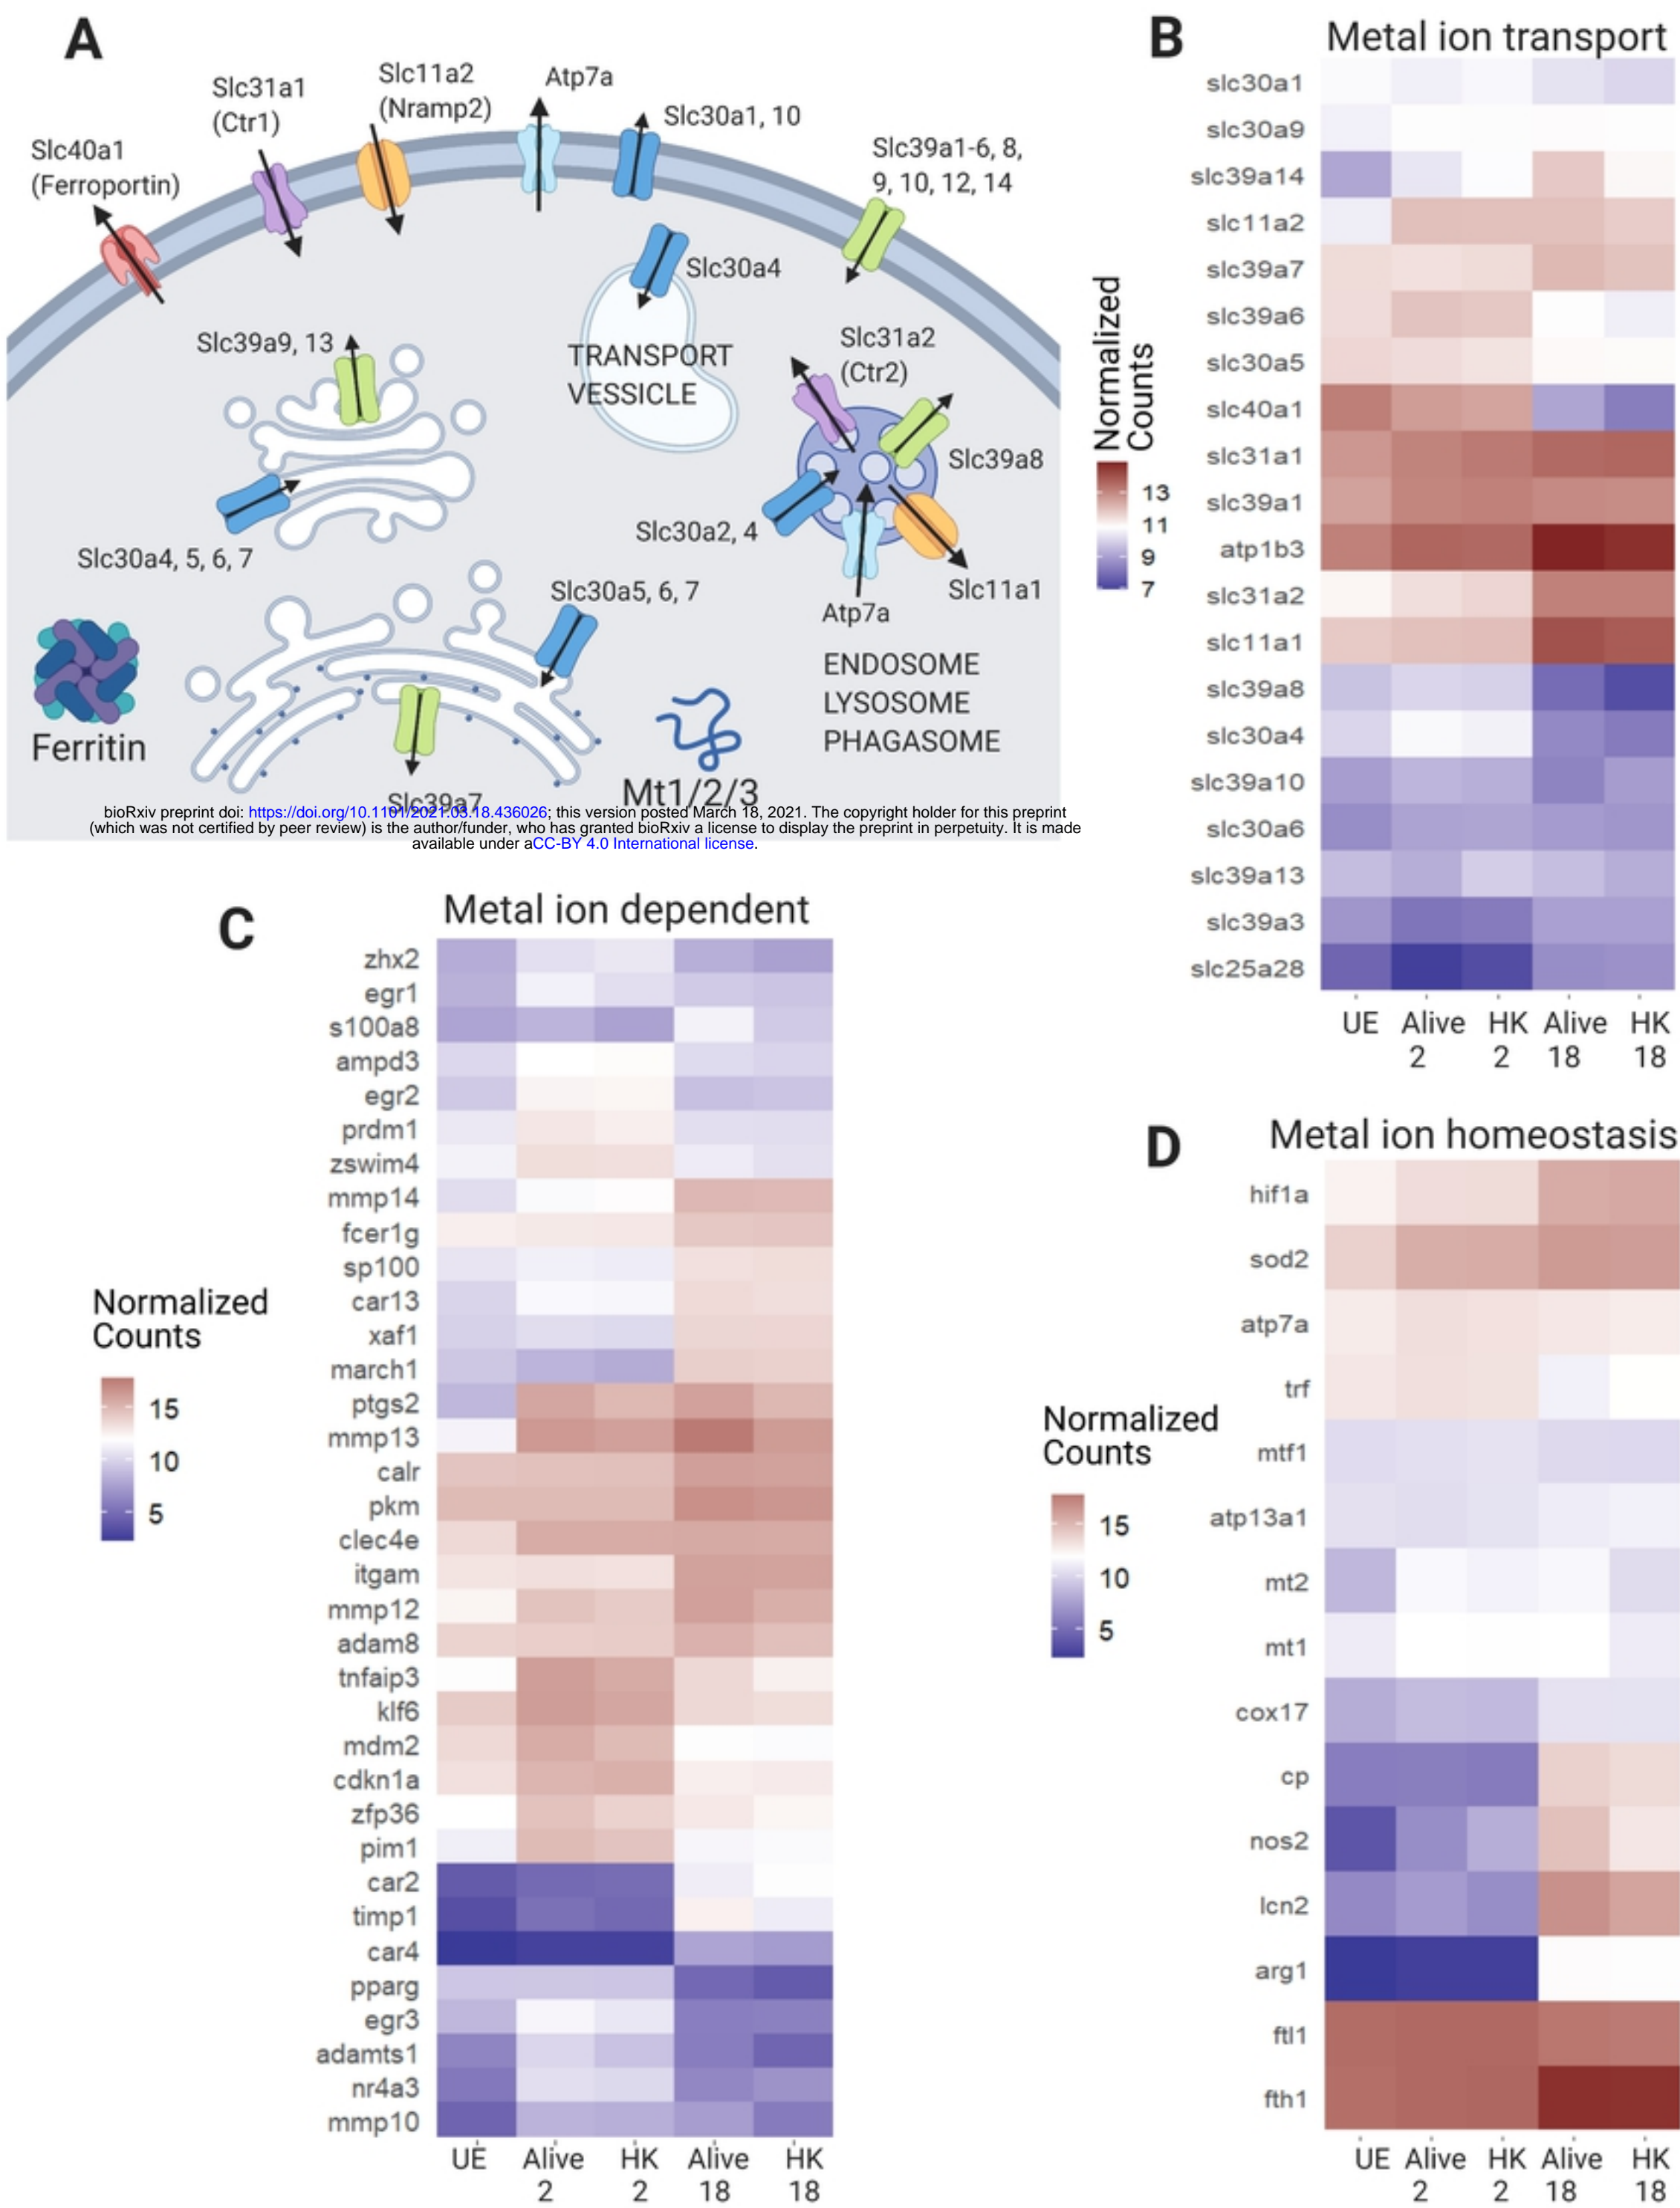 A
Slc40a1
(Ferroportin)
Slc31a1
(Ctr1)
Slc11a2
(Nramp2)
Atp7a
Slc30a1, 10
Slc39a1-6, 8,
9, 10, 12, 14
Slc30a4
TRANSPORT
VESSICLE
Slc39a9, 13
Slc30a4, 5, 6, 7
Slc31a2
(Ctr2)
Slc39a8
Slc30a2, 4
Slc11a1
Atp7a
Slc30a5, 6, 7
ENDOSOME
LYSOSOME
PHAGASOME
Ferritin
Slc39a7
Mt1/2/3
bioRxiv preprint doi: https://doi.org/10.1101/2021.03.18.436026; this version posted March 18, 2021. The copyright holder for this preprint
(which was not certified by peer review) is the author/funder, who has granted bioRxiv a license to display the preprint in perpetuity. It is made
available under aCC-BY 4.0 International license.
B
Metal ion transport
Normalized
Counts
13
11
9
7
slc30a1
slc30a9
slc39a14
slc11a2
slc39a7
slc39a6
slc30a5
slc40a1
slc31a1
slc39a1
atp1b3
slc31a2
slc11a1
slc39a8
slc30a4
slc39a10
slc30a6
slc39a13
slc39a3
slc25a28
UE Alive HK Alive HK
2 2 18 18
C
Metal ion dependent
Normalized
Counts
15
10
5
zhx2
egr1
s100a8
ampd3
egr2
prdm1
zswim4
mmp14
fcer1g
sp100
car13
xaf1
march1
ptgs2
mmp13
calr
pkm
clec4e
itgam
mmp12
adam8
tnfaip3
klf6
mdm2
cdkn1a
zfp36
pim1
car2
timp1
car4
pparg
egr3
adamts1
nr4a3
mmp10
UE Alive HK Alive HK
2 2 18 18
D
Metal ion homeostasis
Normalized
Counts
15
10
5
hif1a
sod2
atp7a
trf
mtf1
atp13a1
mt2
mt1
cox17
cp
nos2
lcn2
arg1
ftl1
fth1
UE Alive HK Alive HK
2 2 18 18